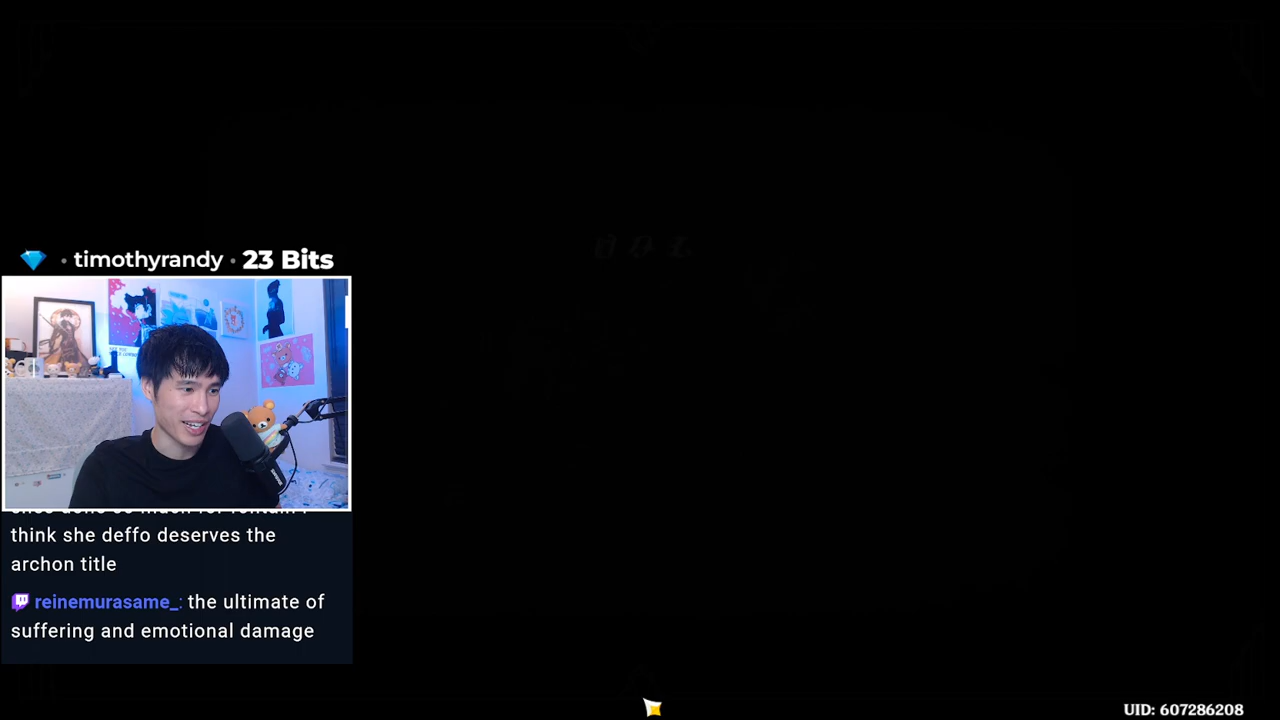 timothyrandy • 23 Bits
think she deffo deserves the
archon title
reinemurasame_: the ultimate of
suffering and emotional damage
UID: 607286208